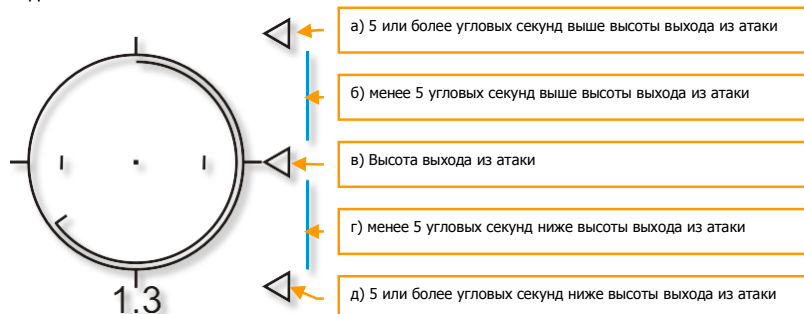 а) 5 или более угловых секунд выше высоты выхода из атаки
б) менее 5 угловых секунд выше высоты выхода из атаки
в) Высота выхода из атаки
г) менее 5 угловых секунд ниже высоты выхода из атаки
д) 5 или более угловых секунд ниже высоты выхода из атаки
1.3